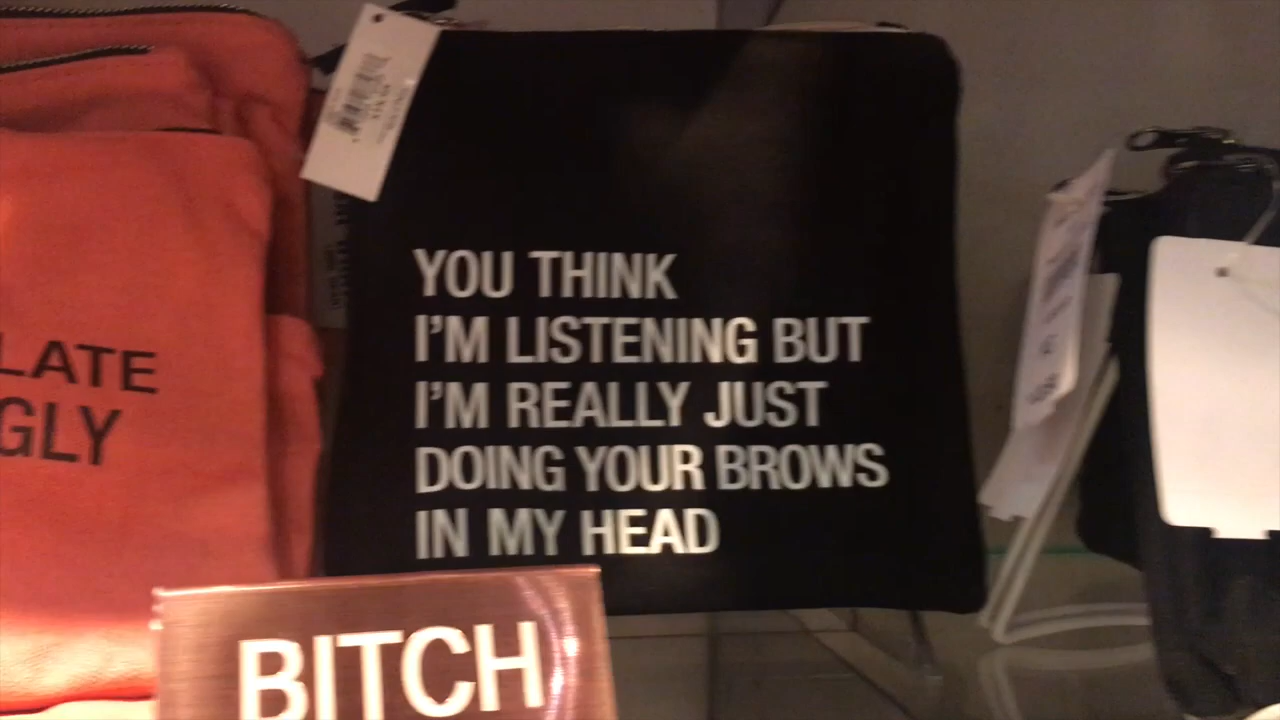 LATE
GLY
YOU THINK
I'M LISTENING BUT
I'M REALLY JUST
DOING YOUR BROWS
IN MY HEAD
BITCH